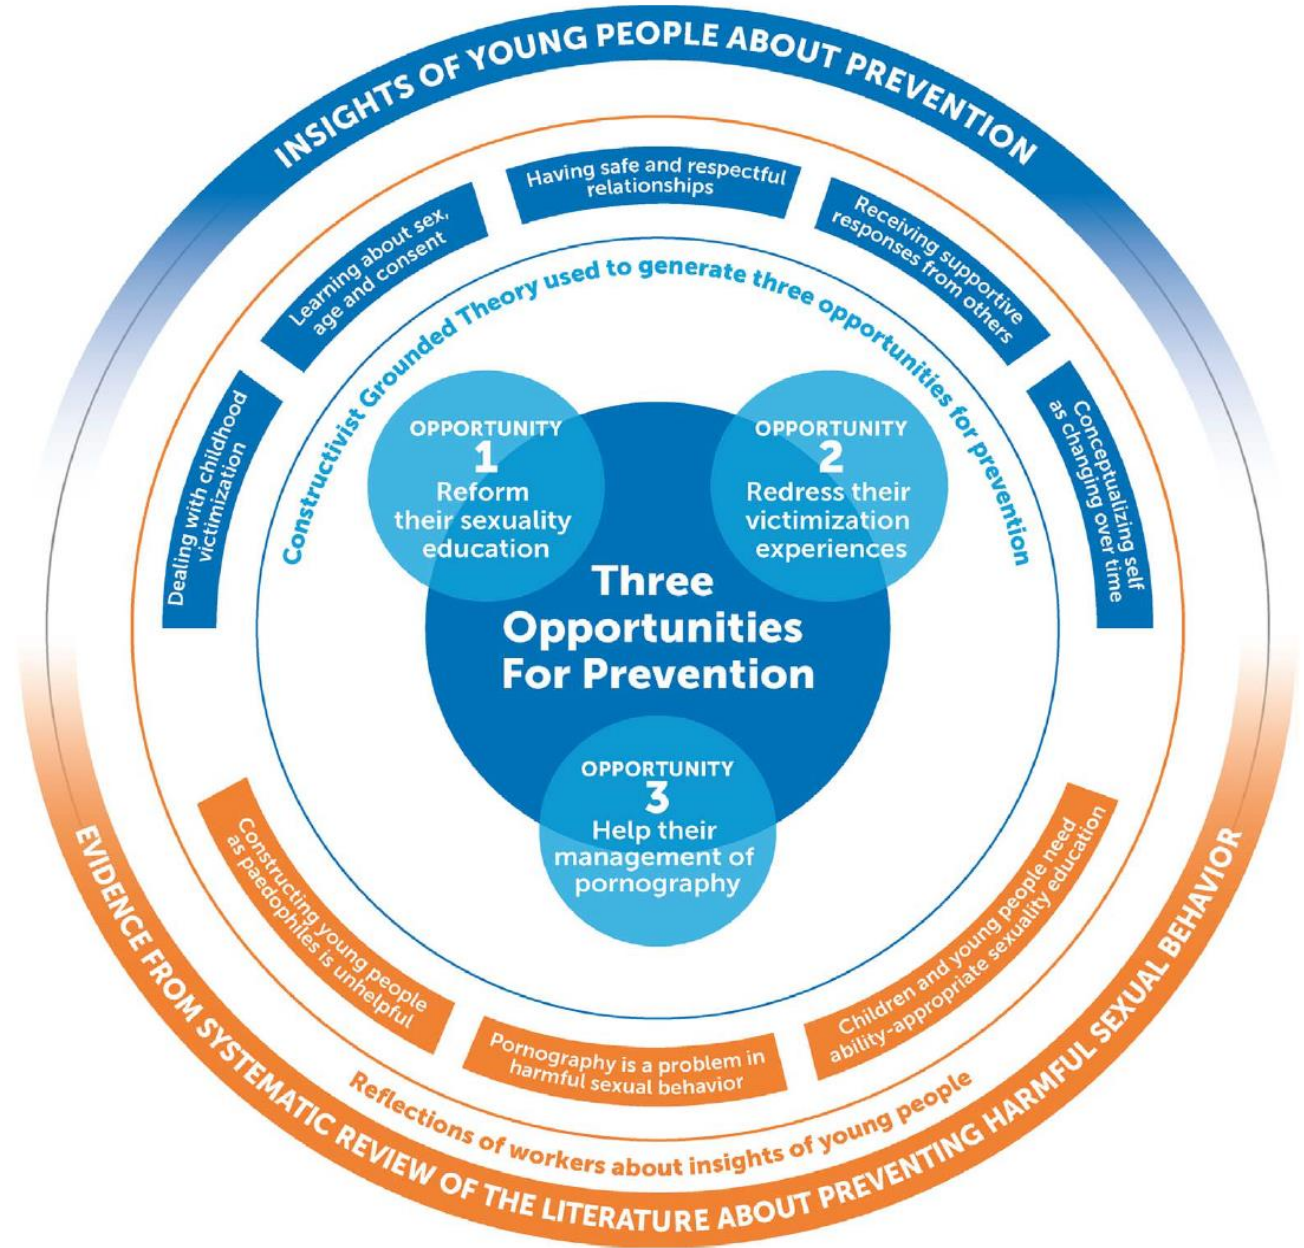 INSIGHTS OF YOUNG PEOPLE ABOUT PREVENTION
Having safe and respectful
relationships
Learning about sex,
age and consent
Receiving supportive
responses from others
Dealing with childhood
victimization
Conceptualizing self
as changing over time
Constructivist Grounded Theory used to generate three opportunities for prevention
OPPORTUNITY
1
Reform
their sexuality
education
OPPORTUNITY
2
Redress their
victimization
experiences
Three
Opportunities
For Prevention
OPPORTUNITY
3
Help their
management of
pornography
Constructing young people
as paedophiles is unhelpful
Pornography is a problem in
harmful sexual behavior
Children and young people need
ability-appropriate sexuality education
Reflections of workers about insights of young people
EVIDENCE FROM SYSTEMATIC REVIEW OF THE LITERATURE ABOUT PREVENTING HARMFUL SEXUAL BEHAVIOR